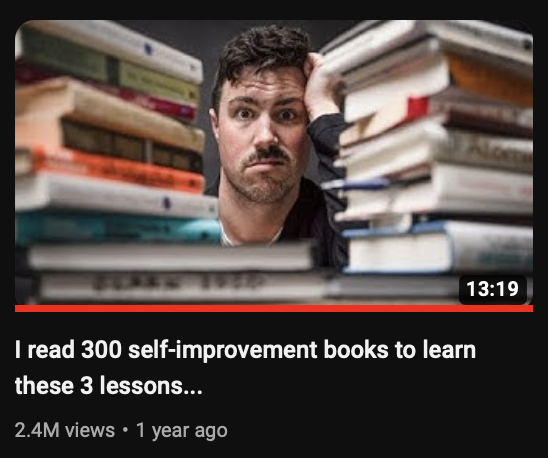 13:19
I read 300 self-improvement books to learn
these 3 lessons...
2.4M views • 1 year ago